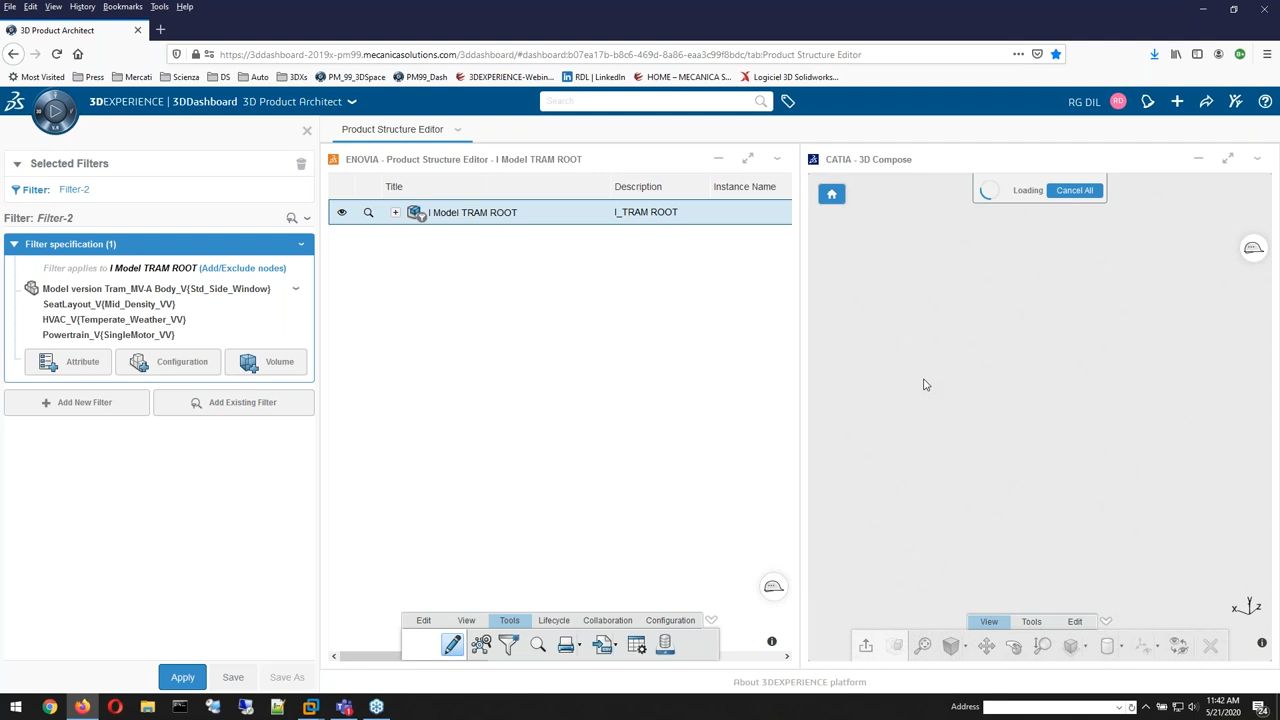 File Edit View History Bookmarks Tools Help
3D Product Architect
https://3ddashboard-2019x-pm99.mecanicasolutions.com/3ddashboard/#dashboard:b07ea17b-b8c6-469d-8a86-eaa3c99f8bdc/tab:Product Structure Editor
Most Visited Press Mercati Scienza DS Auto 3DXs PM_99_3DSpace PM99_Dash 3DEXPERIENCE-Webin... RDL | LinkedIn HOME – MECANICA S... Logiciel 3D Solidworks...
3DEXPERIENCE | 3DDashboard 3D Product Architect Search RG DIL RD
Product Structure Editor
Selected Filters
Filter: Filter-2
Filter: Filter-2
Filter specification (1)
Filter applies to I Model TRAM ROOT (Add/Exclude nodes)
Model version Tram_MV-A Body_V{Std_Side_Window}
SeatLayout_V{Mid_Density_VV}
HVAC_V{Temperate_Weather_VV}
Powertrain_V{SingleMotor_VV}
Attribute Configuration Volume
Add New Filter Add Existing Filter
Apply Save Save As
ENOVIA - Product Structure Editor - I Model TRAM ROOT
Title Description Instance Name
I Model TRAM ROOT I_TRAM ROOT
Edit View Tools Lifecycle Collaboration Configuration
CATIA - 3D Compose
Loading Cancel All
Y
X Z
View Tools Edit
About 3DEXPERIENCE platform
Address
11:42 AM
5/21/2020
24